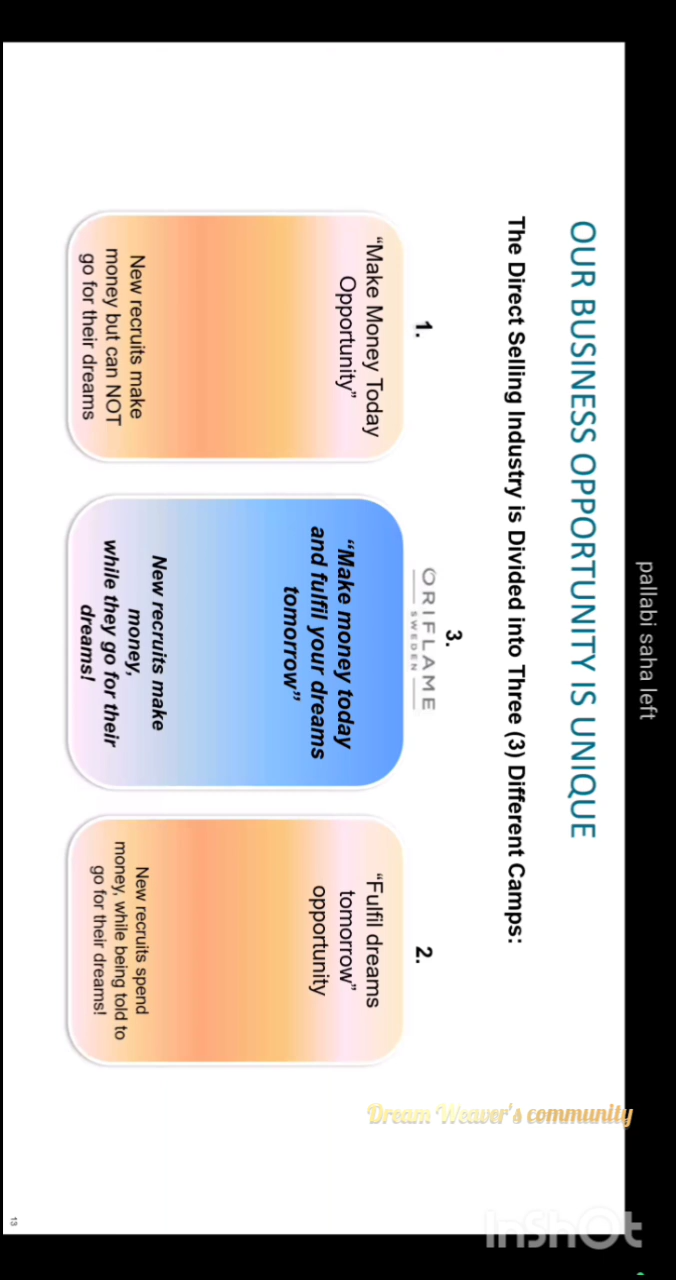 pallabi saha left
OUR BUSINESS OPPORTUNITY IS UNIQUE
The Direct Selling Industry is Divided into Three (3) Different Camps:
1.
"Make Money Today
Opportunity"
New recruits make
money but can NOT
go for their dreams
3.
ORIFLAME
SWEDEN
"Make money today
and fulfil your dreams
tomorrow"
New recruits make
money,
while they go for their
dreams!
2.
"Fulfil dreams
tomorrow"
opportunity
New recruits spend
money, while being told to
go for their dreams!
Dream Weaver's community
InShOt
13